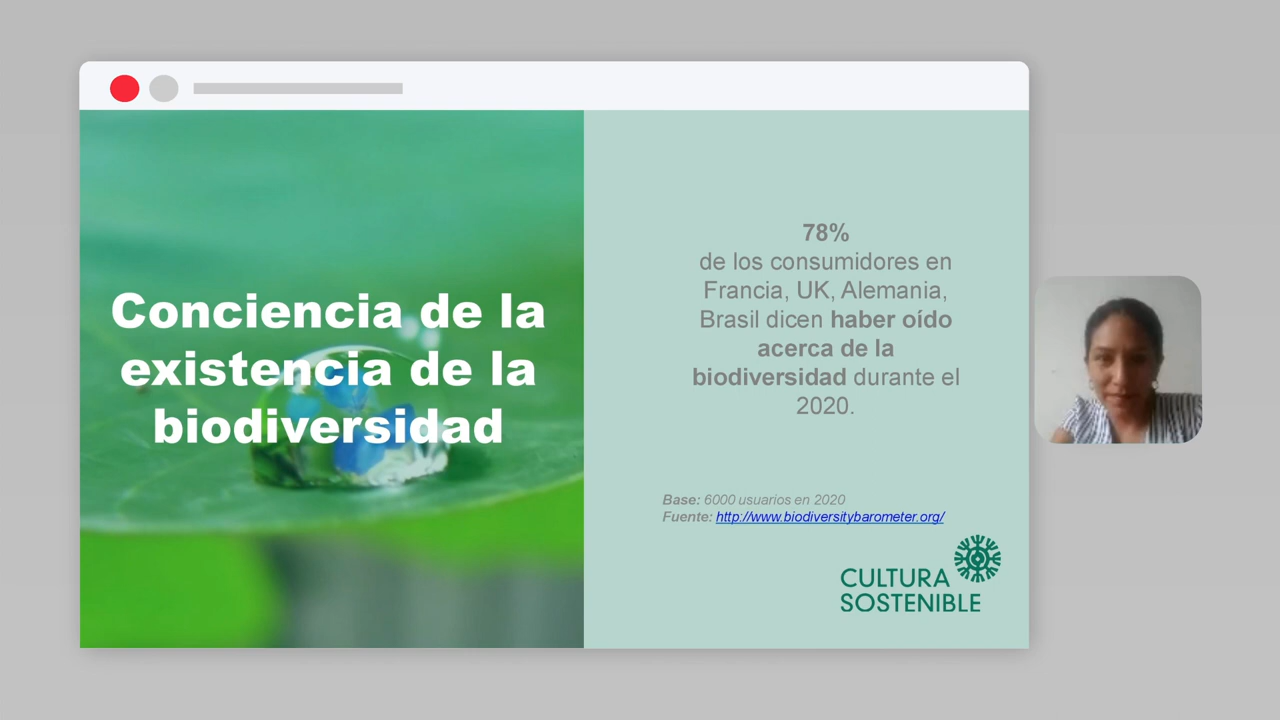 Conciencia de la
existencia de la
biodiversidad
78%
de los consumidores en
Francia, UK, Alemania,
Brasil dicen haber oído
acerca de la
biodiversidad durante el
2020.
Base: 6000 usuarios en 2020
Fuente: http://www.biodiversitybarometer.org/
CULTURA
SOSTENIBLE